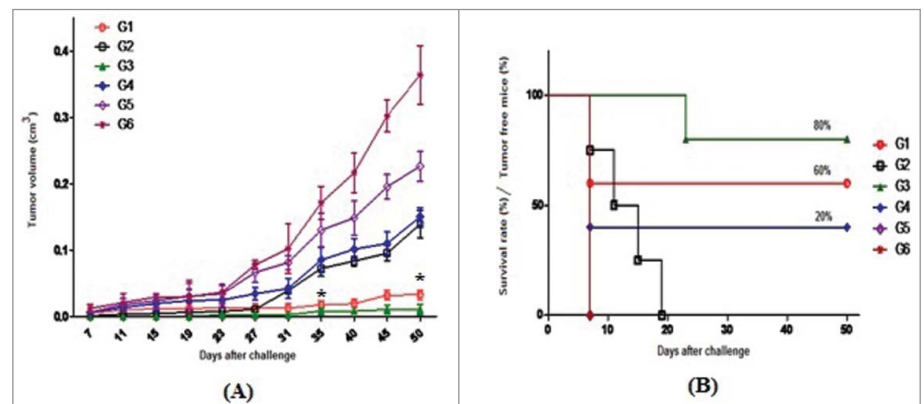 G1
G2
G3
G4
G5
G6
Tumor volume (cm3)
0.4
0.3
0.2
0.1
0.0
*
*
7 11 15 19 23 27 31 35 40 45 50
Days after challenge
(A)
Survival rate (%) / Tumor free mice (%)
100
50
0
80%
60%
20%
0 10 20 30 40 50
Days after challenge
G1
G2
G3
G4
G5
G6
(B)